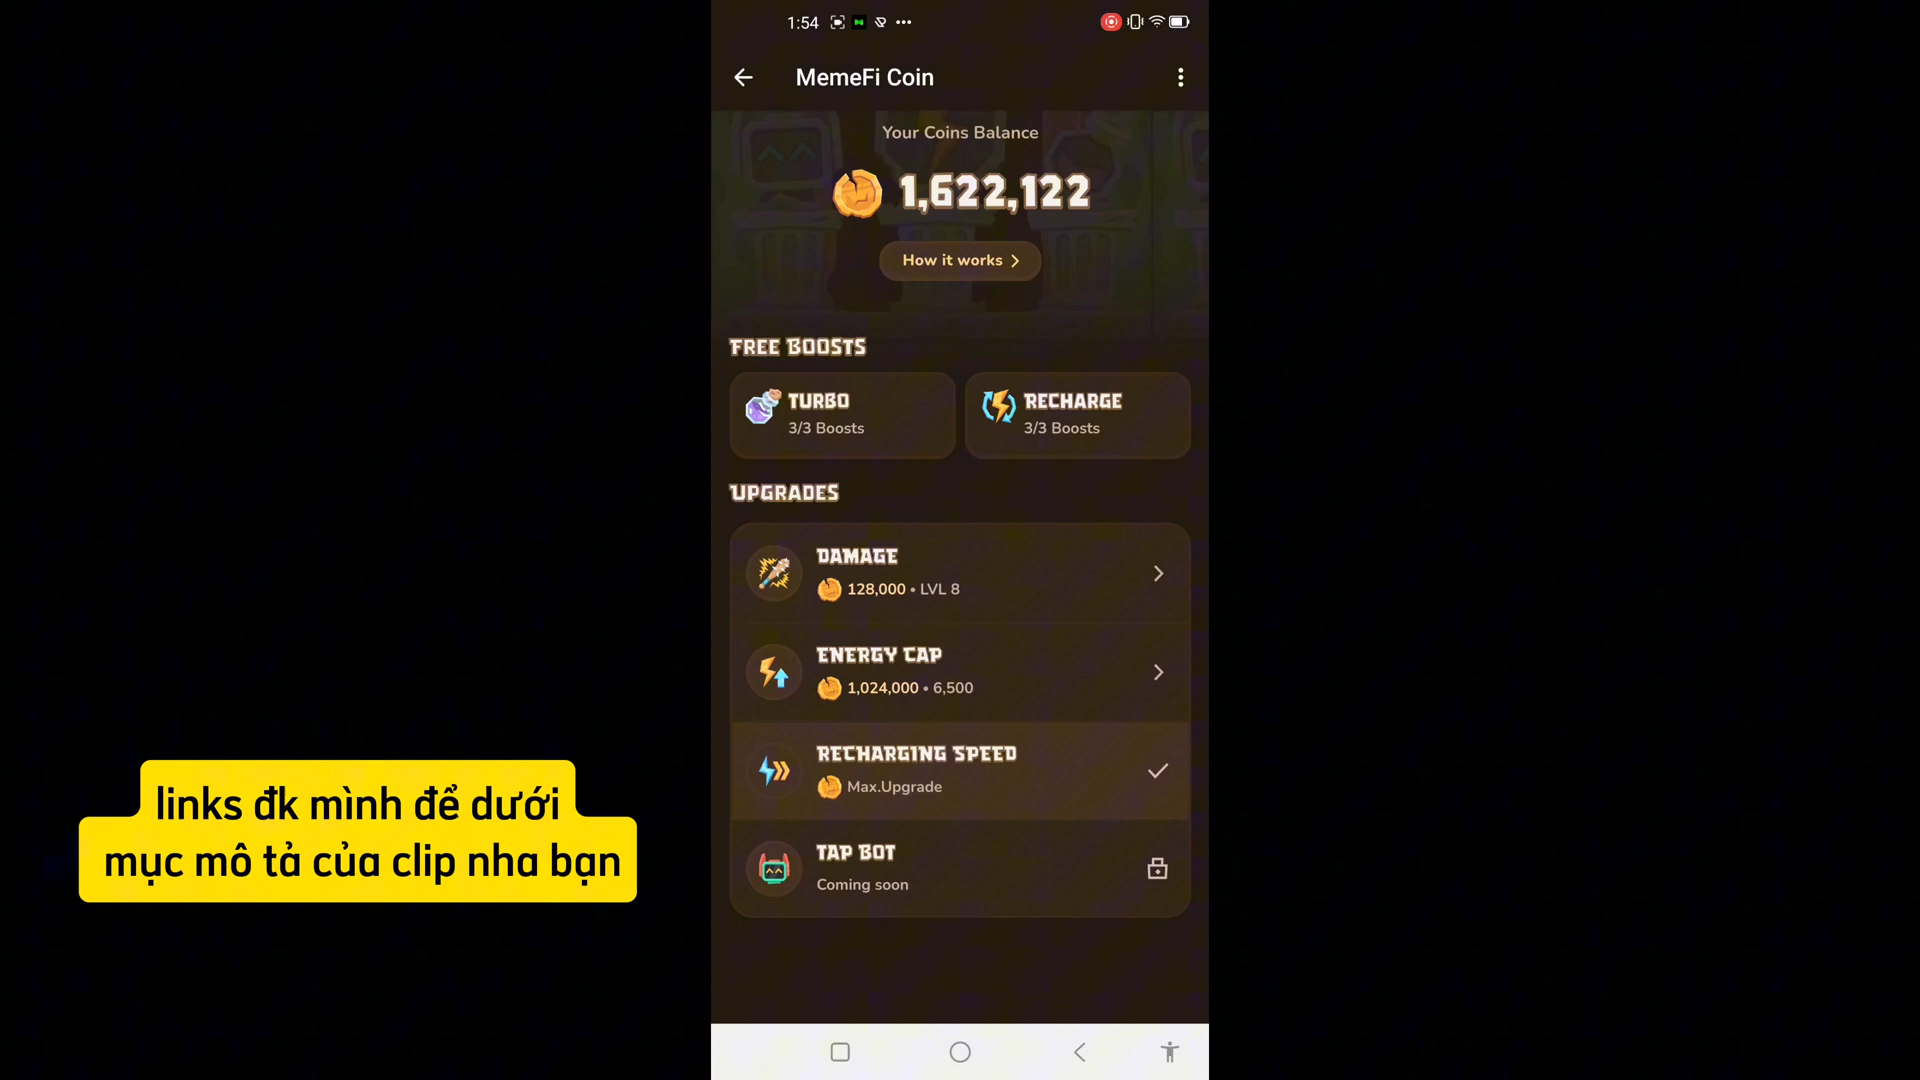 1:54
MemeFi Coin
Your Coins Balance
1,622,122
How it works
FREE BOOSTS
TURBO
3/3 Boosts
RECHARGE
3/3 Boosts
UPGRADES
DAMAGE
128,000 • LVL 8
ENERGY CAP
1,024,000 • 6,500
RECHARGING SPEED
Max.Upgrade
TAP BOT
Coming soon
links đk mình để dưới
mục mô tả của clip nha bạn